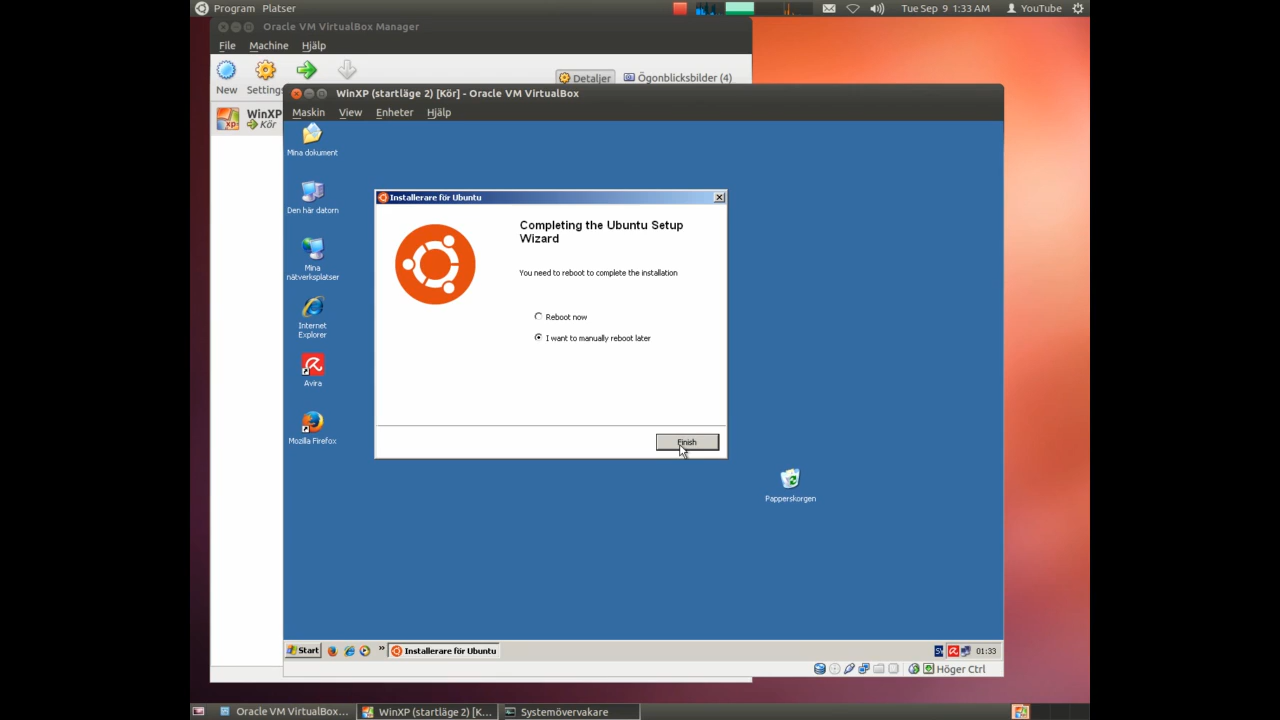 Program Platser
Tue Sep 9 1:33 AM YouTube
Oracle VM VirtualBox Manager
File Machine Hjälp
New
Detaljer Ögonblicksbilder (4)
WinXP
Kör
WinXP (startläge 2) [Kör] - Oracle VM VirtualBox
Maskin View Enheter Hjälp
Mina dokument
Den här datorn
Mina
nätverksplatser
Internet
Explorer
Avira
Mozilla Firefox
Installerare för Ubuntu
Completing the Ubuntu Setup
Wizard
You need to reboot to complete the installation
Reboot now
I want to manually reboot later
Finish
Papperskorgen
Start
Installerare för Ubuntu
01:33
Höger Ctrl
Oracle VM VirtualBox... WinXP (startläge 2) [K... Systemövervakare